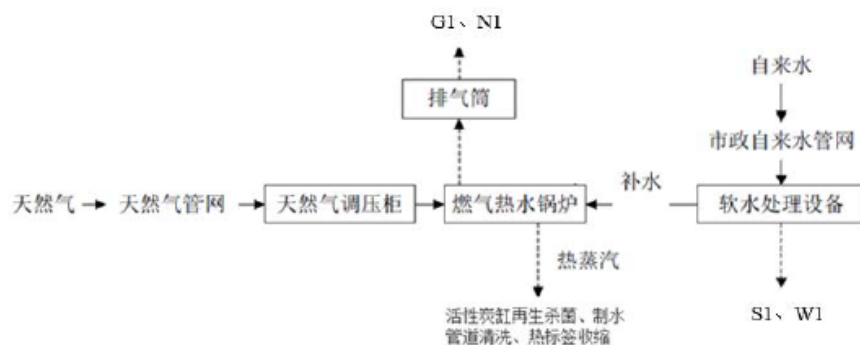 G1、N1
自来水
排气筒
市政自来水管网
补水
天然气
天然气管网
天然气调压柜
燃气热水锅炉
软水处理设备
热蒸汽
活性炭缸再生杀菌、制水
管道清洗、热标签收缩
S1、W1